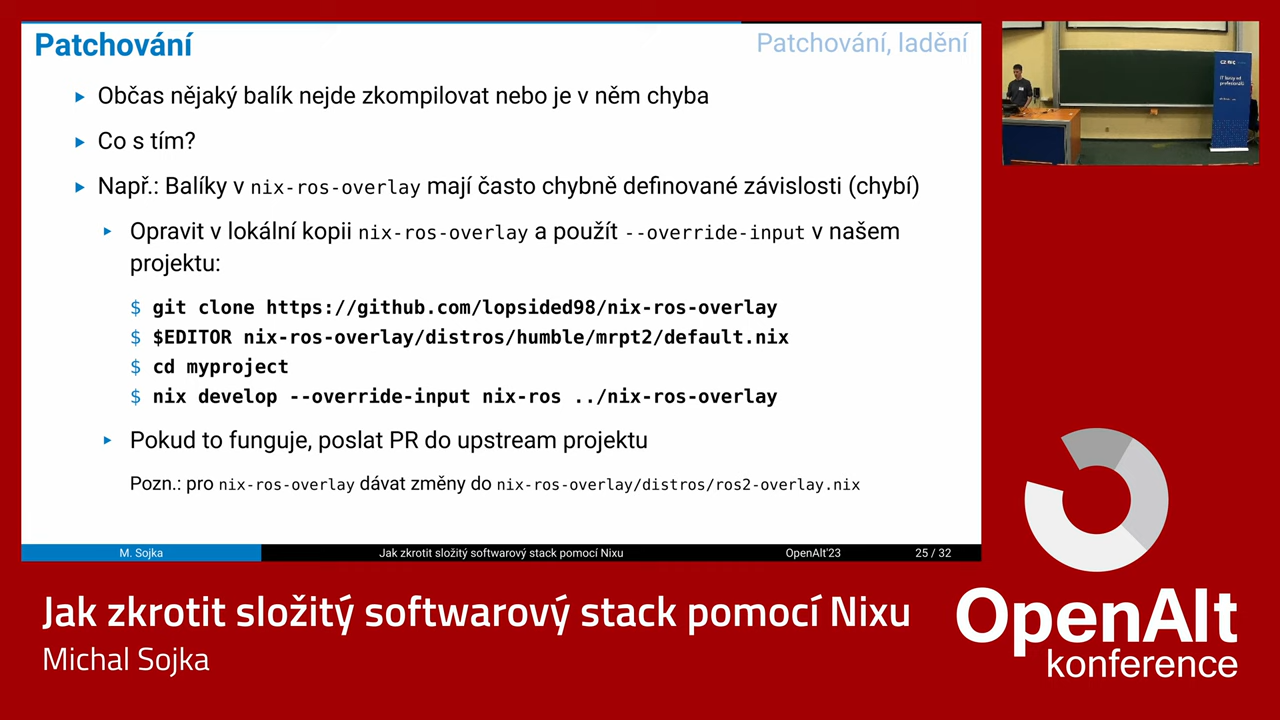 Patchování
Patchování, ladění
Občas nějaký balík nejde zkompilovat nebo je v něm chyba
Co s tím?
Např.: Balíky v nix-ros-overlay mají často chybně definované závislosti (chybí)
Opravit v lokální kopii nix-ros-overlay a použít --override-input v našem
projektu:
$ git clone https://github.com/lopsided98/nix-ros-overlay
$ $EDITOR nix-ros-overlay/distros/humble/mrpt2/default.nix
$ cd myproject
$ nix develop --override-input nix-ros ../nix-ros-overlay
Pokud to funguje, poslat PR do upstream projektu
Pozn.: pro nix-ros-overlay dávat změny do nix-ros-overlay/distros/ros2-overlay.nix
M. Sojka
Jak zkrotit složitý softwarový stack pomocí Nixu
OpenAlt'23
25 / 32
CZ.NIC
Jak zkrotit složitý softwarový stack pomocí Nixu
Michal Sojka
OpenAlt
konference